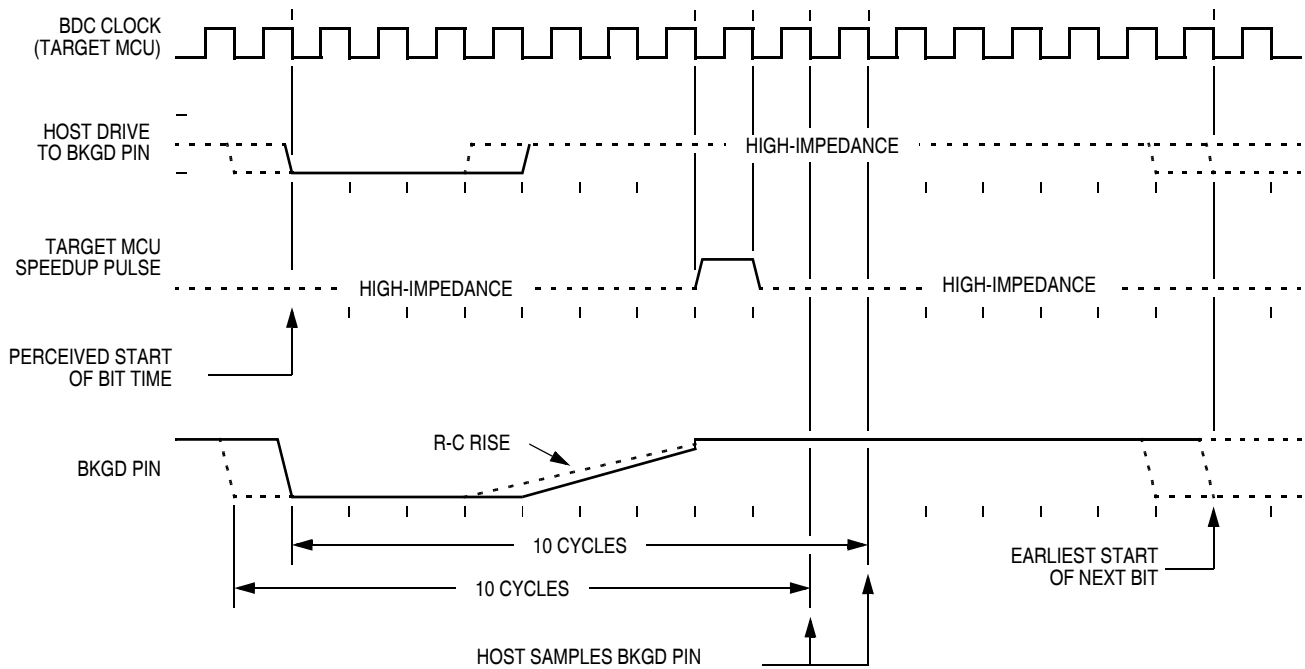 BDC CLOCK
(TARGET MCU)
HOST DRIVE
TO BKGD PIN
HIGH-IMPEDANCE
TARGET MCU
SPEEDUP PULSE
HIGH-IMPEDANCE
HIGH-IMPEDANCE
PERCEIVED START
OF BIT TIME
R-C RISE
BKGD PIN
10 CYCLES
EARLIEST START
OF NEXT BIT
10 CYCLES
HOST SAMPLES BKGD PIN